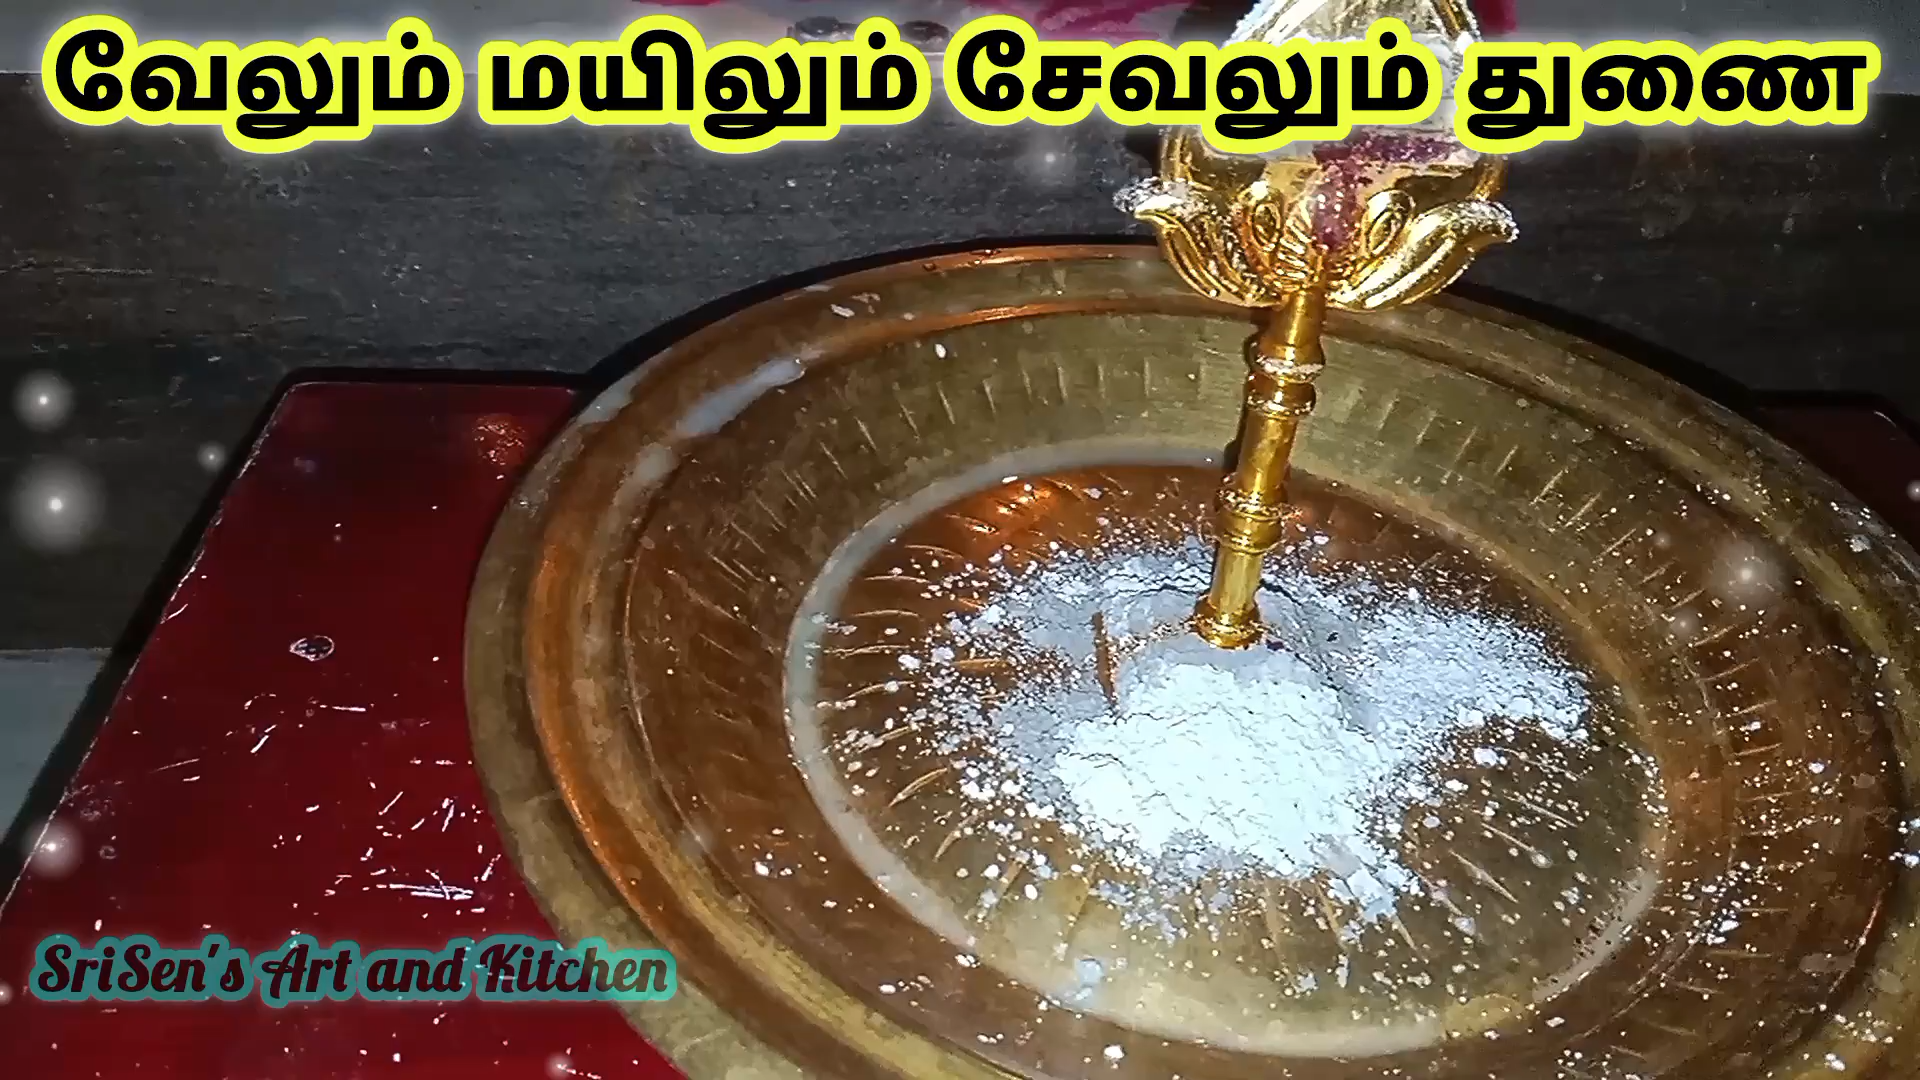 வேலும் மயிலும் சேவலும் துணை
SriSen's Art and Kitchen